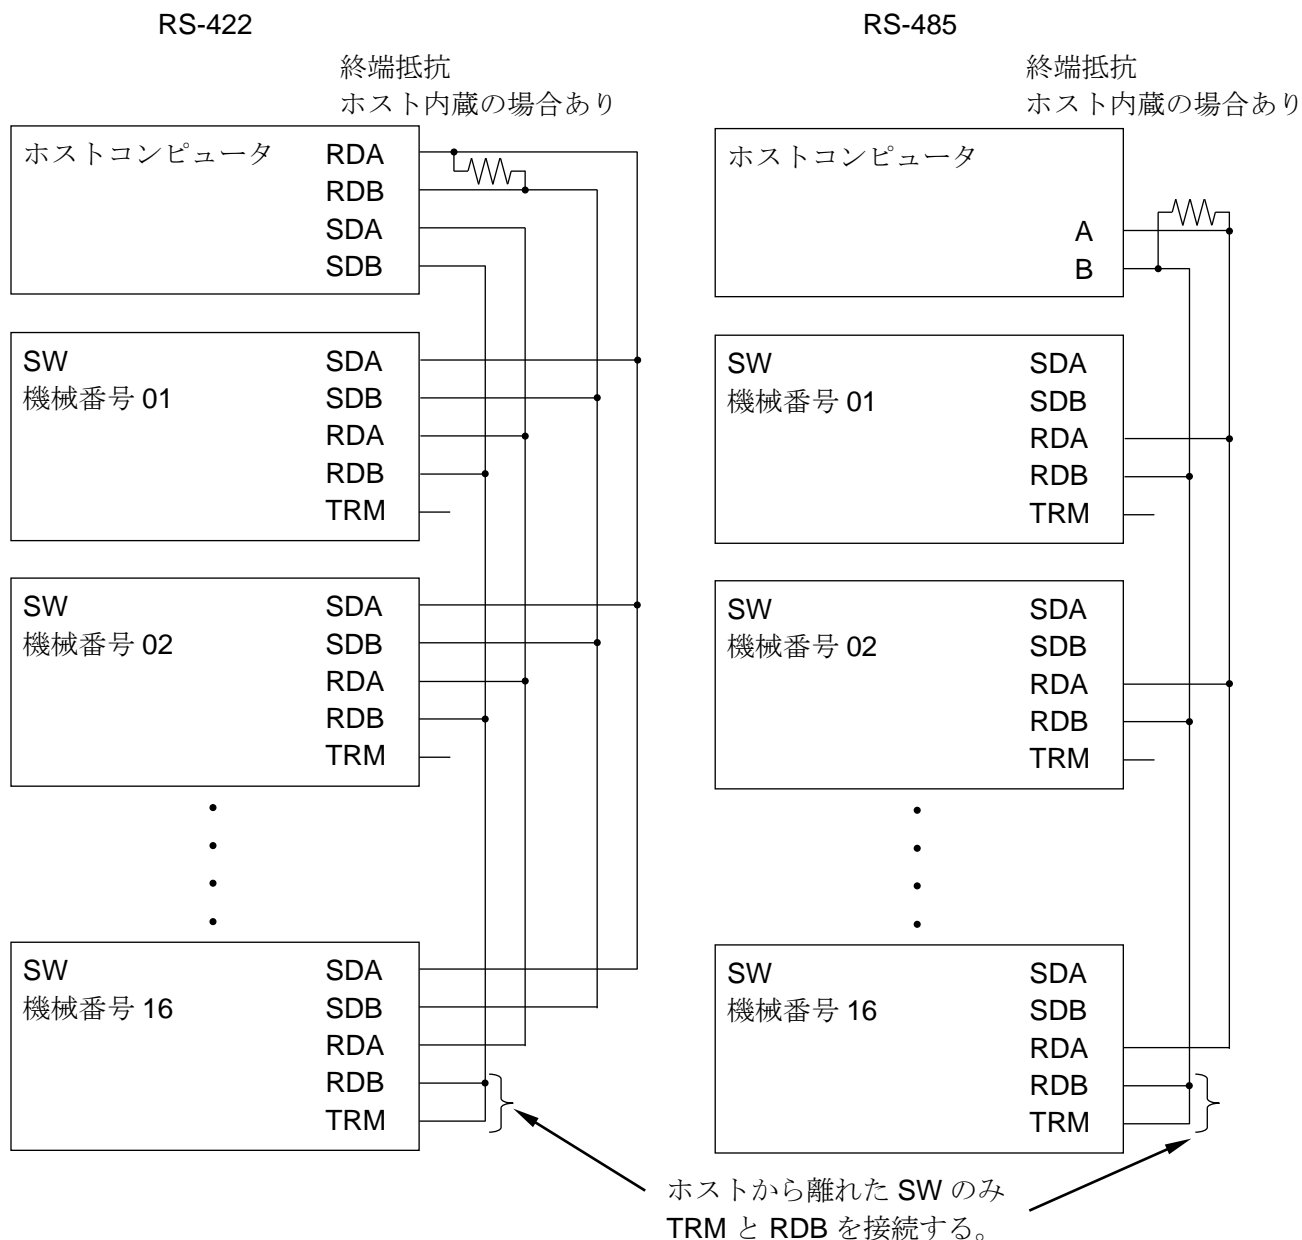 RS-422
終端抵抗
ホスト内蔵の場合あり
ホストコンピュータ
RDA
RDB
SDA
SDB
SW
機械番号 01
SDA
SDB
RDA
RDB
TRM
SW
機械番号 02
SDA
SDB
RDA
RDB
TRM
SW
機械番号 16
SDA
SDB
RDA
RDB
TRM
RS-485
終端抵抗
ホスト内蔵の場合あり
ホストコンピュータ
A
B
SW
機械番号 01
SDA
SDB
RDA
RDB
TRM
SW
機械番号 02
SDA
SDB
RDA
RDB
TRM
SW
機械番号 16
SDA
SDB
RDA
RDB
TRM
ホストから離れた SW のみ
TRM と RDB を接続する。